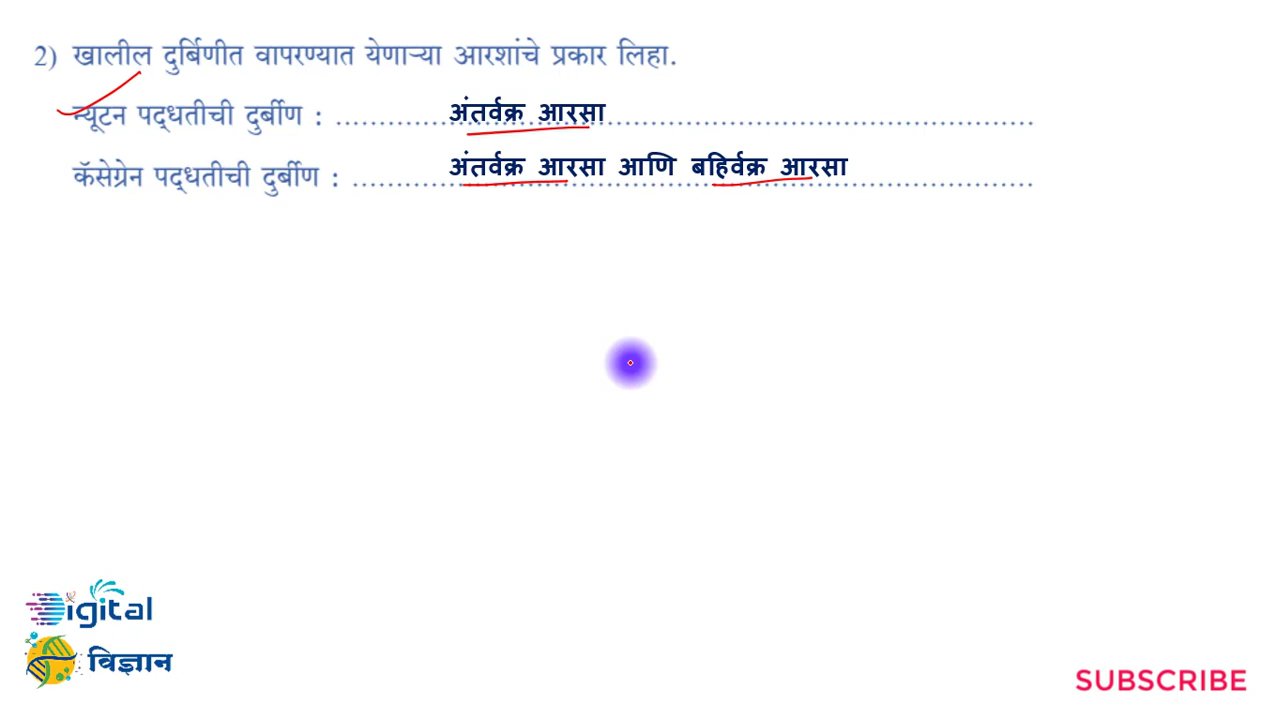 2) खालील दुर्बिणीत वापरण्यात येणाऱ्या आरशांचे प्रकार लिहा.
न्यूटन पद्धतीची दुर्बीण : .................... अंतर्वक्र आरसा ....................
कॅसेग्रेन पद्धतीची दुर्बीण : .................... अंतर्वक्र आरसा आणि बहिर्वक्र आरसा ....................
Digital
विज्ञान
SUBSCRIBE